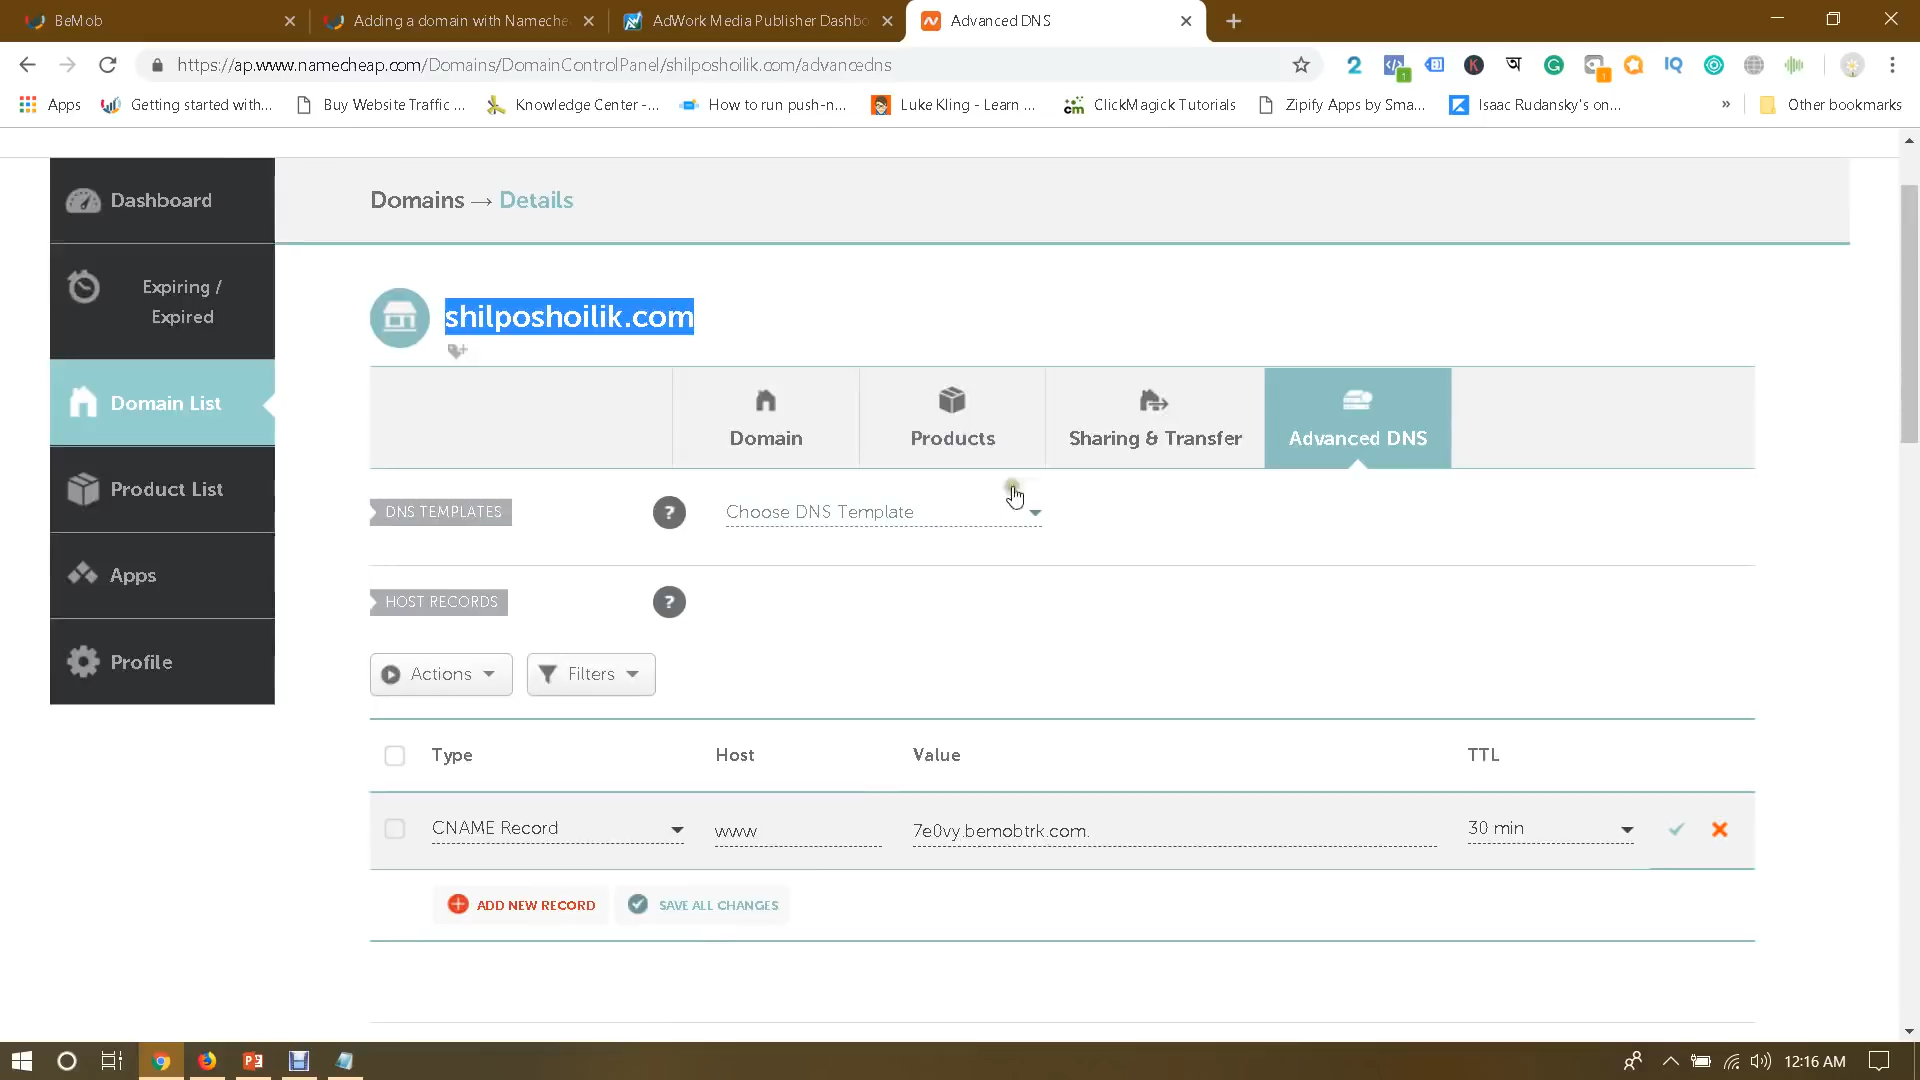 BeMob
Adding a domain with Nameche
AdWork Media Publisher Dashbo
Advanced DNS
https://ap.www.namecheap.com/Domains/DomainControlPanel/shilposhoilik.com/advancedns
2
1
K
অ
G
1
IQ
Apps
Getting started with...
Buy Website Traffic ...
Knowledge Center -...
How to run push-n...
Luke Kling - Learn ...
cm
ClickMagick Tutorials
Zipify Apps by Sma...
Isaac Rudansky's on...
»
Other bookmarks
Dashboard
Expiring /
Expired
Domain List
Product List
Apps
Profile
Domains → Details
shilposhoilik.com
Domain
Products
Sharing & Transfer
Advanced DNS
DNS TEMPLATES
?
Choose DNS Template
HOST RECORDS
?
Actions
Filters
Type
Host
Value
TTL
CNAME Record
www
7e0vy.bemobtrk.com.
30 min
ADD NEW RECORD
SAVE ALL CHANGES
12:16 AM